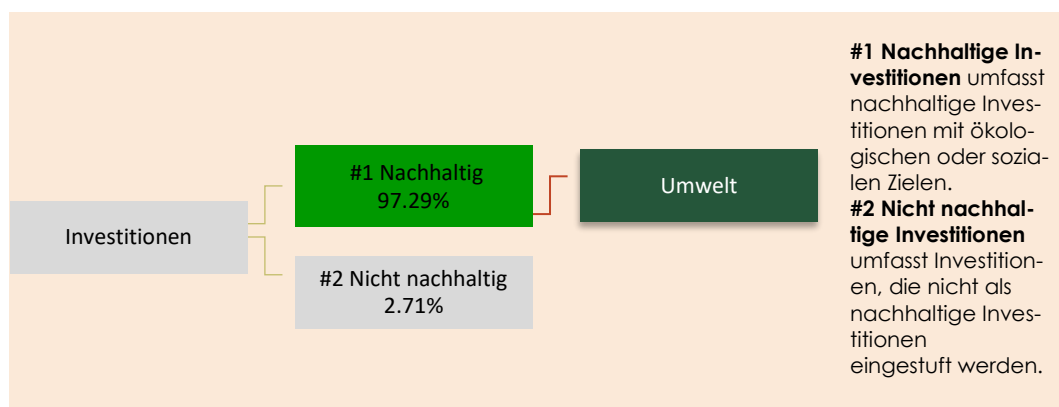 Investitionen
#1 Nachhaltig
97.29%
#2 Nicht nachhaltig
2.71%
Umwelt
#1 Nachhaltige In-
vestitionen umfasst
nachhaltige Inves-
titionen mit ökolo-
gischen oder sozia-
len Zielen.
#2 Nicht nachhal-
tige Investitionen
umfasst Investition-
en, die nicht als
nachhaltige Inves-
titionen
eingestuft werden.